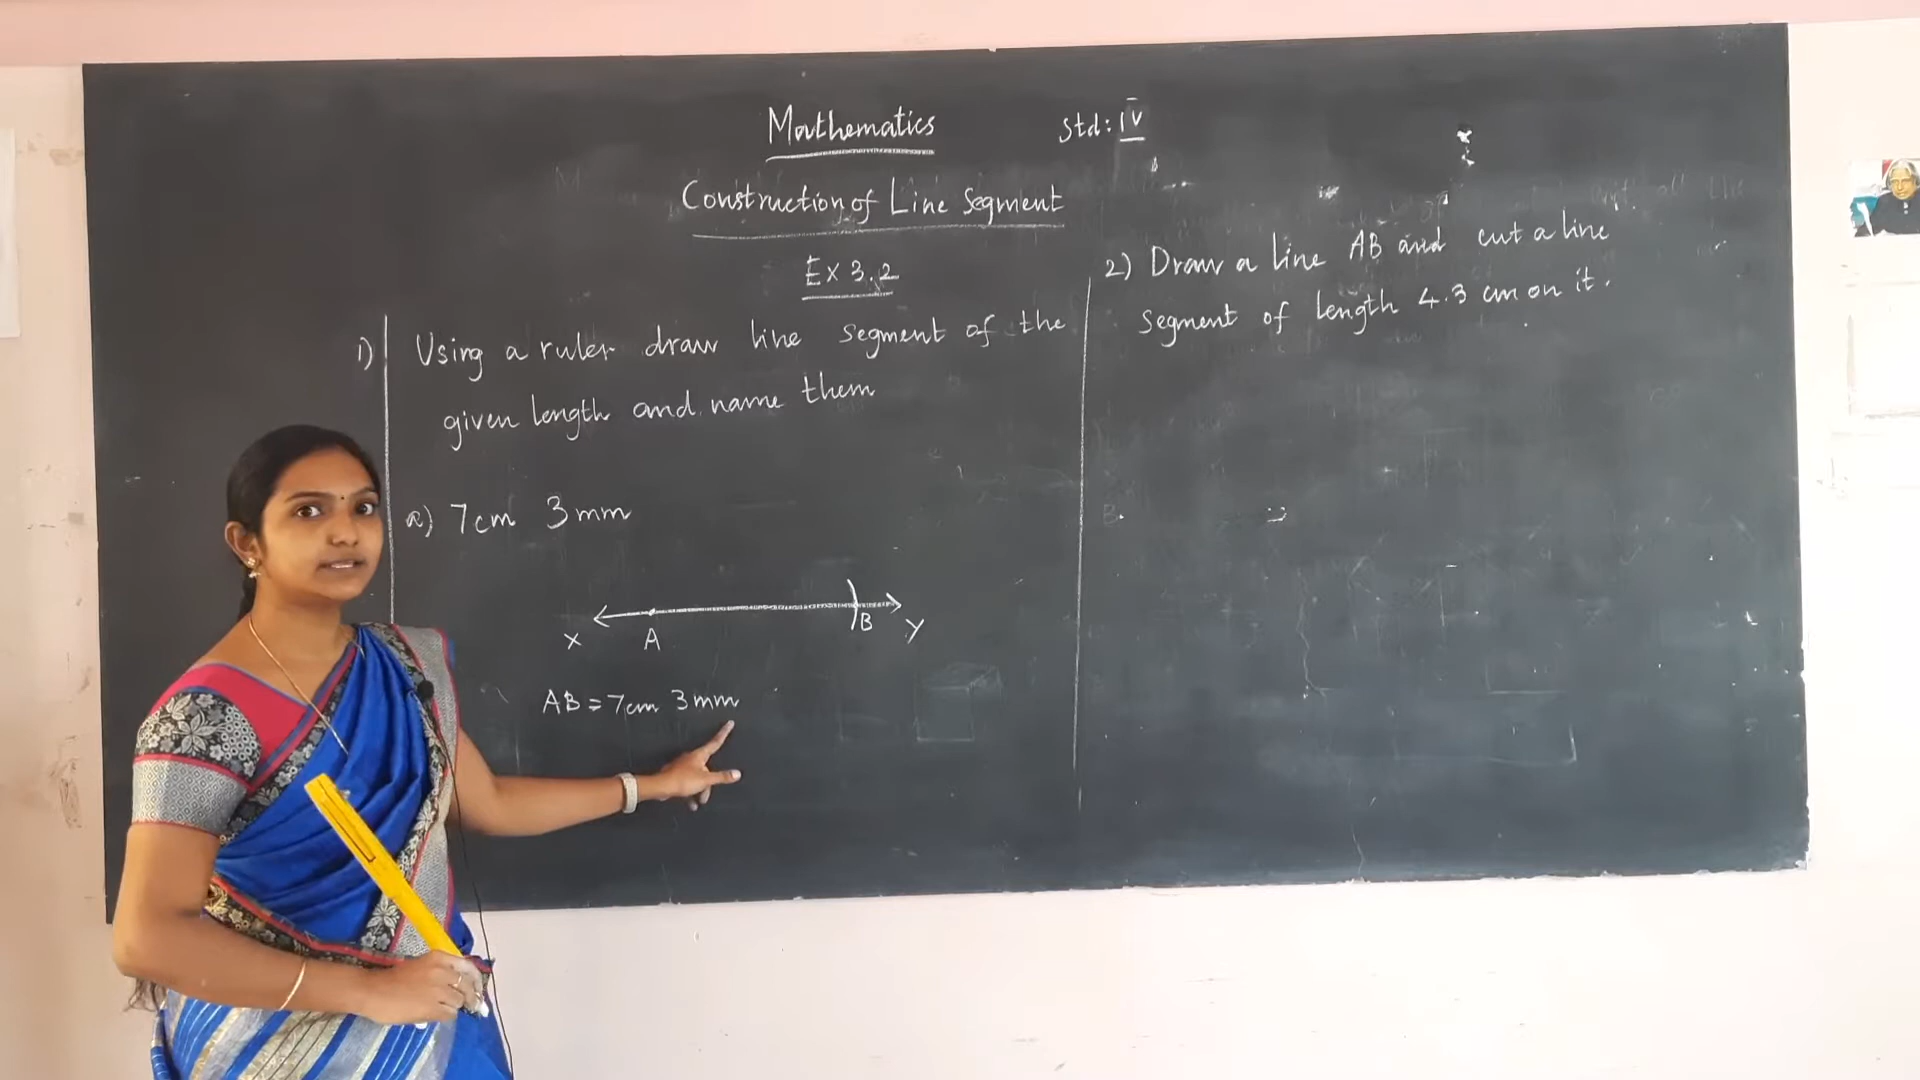 Mathematics
Std: IV
Construction of Line Segment
Ex 3.2
1) Using a ruler draw line segment of the
given length and name them
a) 7cm 3mm
X A B Y
AB = 7cm 3mm
2) Draw a line AB and cut a line
segment of length 4.3 cm on it.